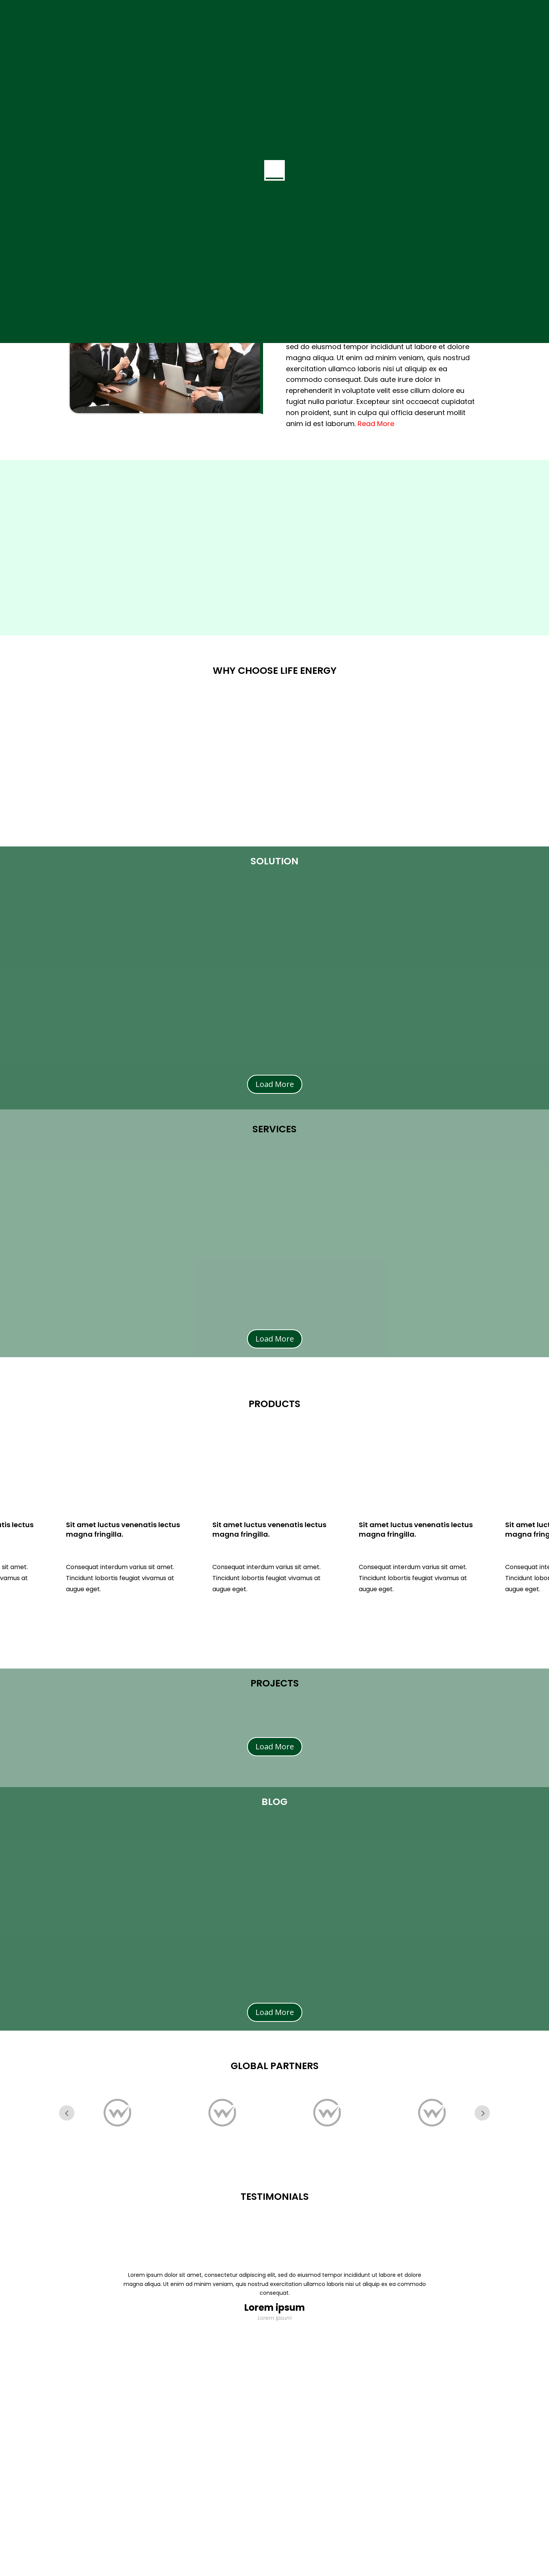 sed do eiusmod tempor incididunt ut labore et dolore
magna aliqua. Ut enim ad minim veniam, quis nostrud
exercitation ullamco laboris nisi ut aliquip ex ea
commodo consequat. Duis aute irure dolor in
reprehenderit in voluptate velit esse cillum dolore eu
fugiat nulla pariatur. Excepteur sint occaecat cupidatat
non proident, sunt in culpa qui officia deserunt mollit
anim id est laborum. Read More
WHY CHOOSE LIFE ENERGY
SOLUTION
Load More
SERVICES
Load More
PRODUCTS
lectus
sit amet.
Sit amet luctus venenatis lectus
magna fringilla.
Consequat interdum varius sit amet.
Tincidunt lobortis feugiat vivamus at
augue eget.
Sit amet luctus venenatis lectus
magna fringilla.
Consequat interdum varius sit amet.
Tincidunt lobortis feugiat vivamus at
augue eget.
Sit amet luctus venenatis lectus
magna fringilla.
Consequat interdum varius sit amet.
Tincidunt lobortis feugiat vivamus at
augue eget.
Sit amet
magna
Consequat
Tincidunt
augue eget.
PROJECTS
Load More
BLOG
Load More
GLOBAL PARTNERS
TESTIMONIALS
Lorem ipsum dolor sit amet, consectetur adipiscing elit, sed do eiusmod tempor incididunt ut labore et dolore
magna aliqua. Ut enim ad minim veniam, quis nostrud exercitation ullamco laboris nisi ut aliquip ex ea commodo
consequat.
Lorem ipsum
Lorem Ipsum